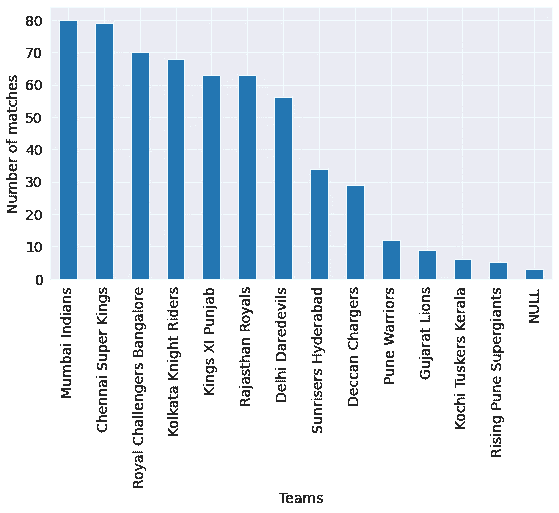 80
70
60
50
40
30
20
10
0
Number of matches
Mumbai Indians
Chennai Super Kings
Royal Challengers Bangalore
Kolkata Knight Riders
Kings XI Punjab
Rajasthan Royals
Delhi Daredevils
Sunrisers Hyderabad
Deccan Chargers
Pune Warriors
Gujarat Lions
Kochi Tuskers Kerala
Rising Pune Supergiants
NULL
Teams